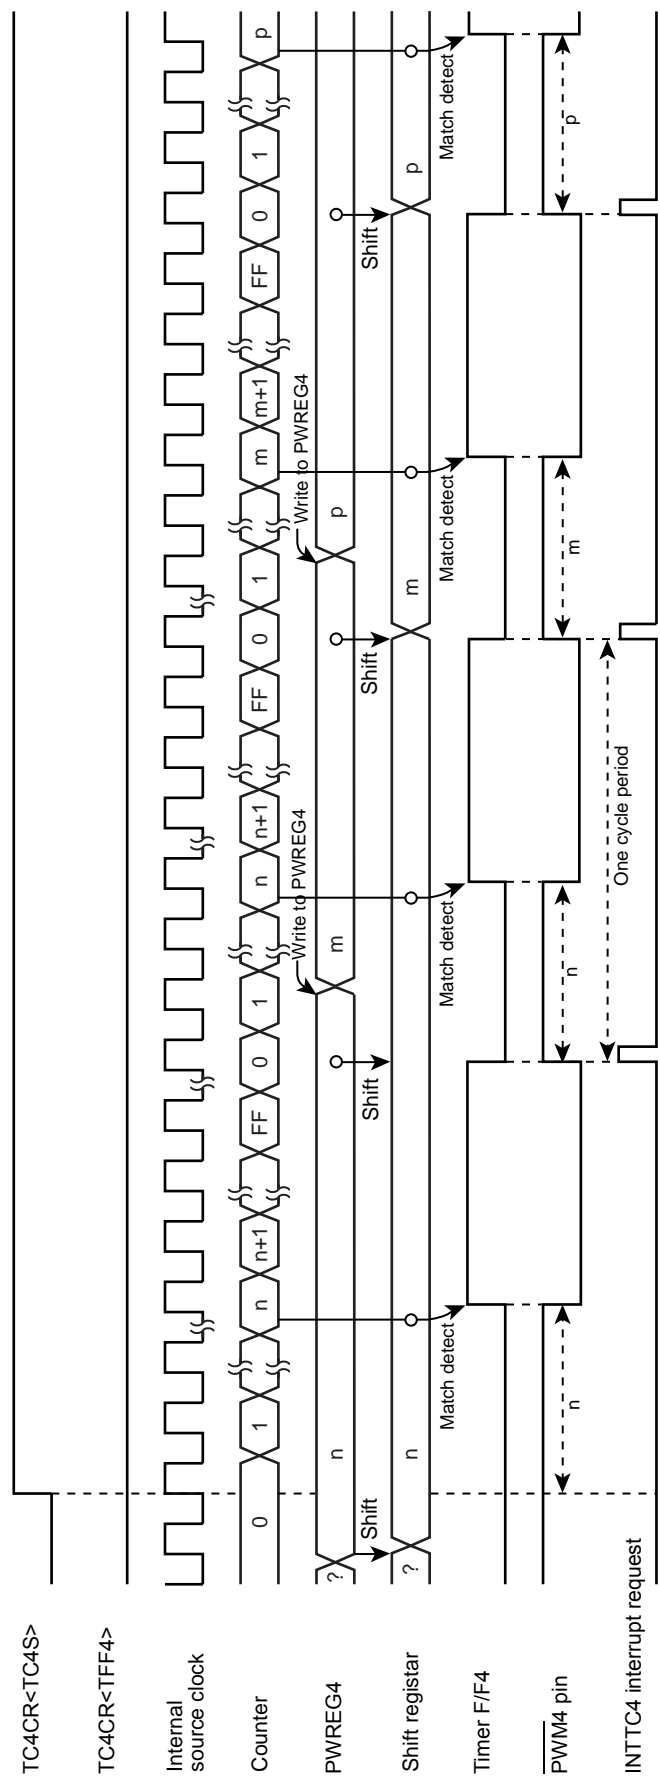 TC4CR<TC4S>
TC4CR<TFF4>
Internal
source clock
Counter
0
1
n
n+1
FF
0
1
n
n+1
FF
0
1
m
m+1
FF
0
1
p
Write to PWREG4
Write to PWREG4
PWREG4
?
n
m
p
Shift
Shift
Shift
Shift
Shift registar
?
n
m
p
Match detect
Match detect
Match detect
Match detect
Timer F/F4
PWM4 pin
n
n
m
p
One cycle period
INTTC4 interrupt request